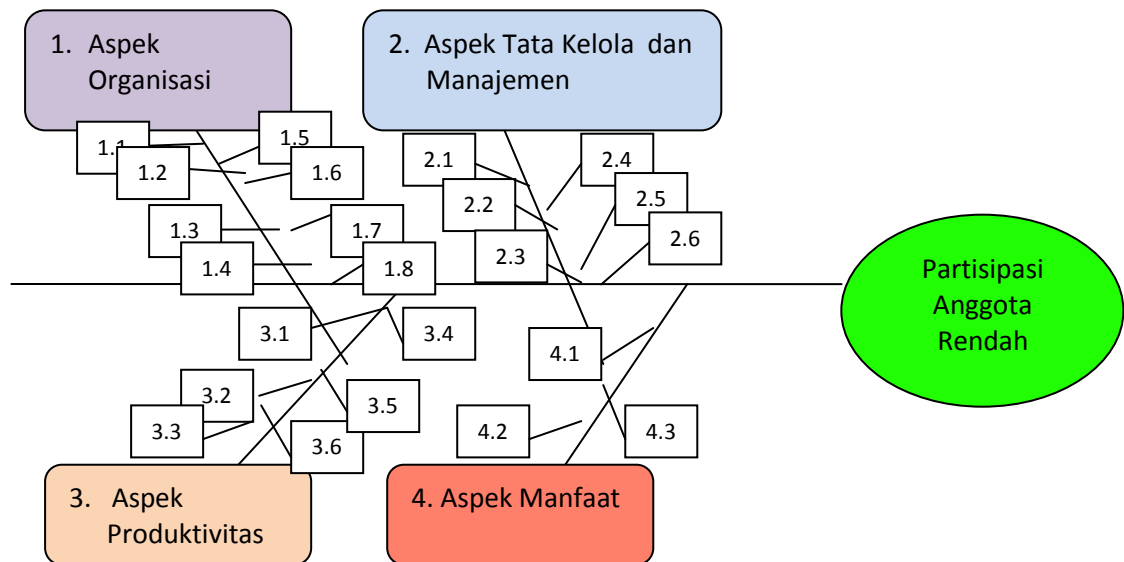 1. Aspek
Organisasi
2. Aspek Tata Kelola dan
Manajemen
1.1
1.2
1.5
1.6
1.3
1.4
1.7
1.8
2.1
2.2
2.3
2.4
2.5
2.6
Partisipasi
Anggota
Rendah
3.1
3.4
3.2
3.3
3.5
3.6
4.1
4.2
4.3
3. Aspek
Produktivitas
4. Aspek Manfaat